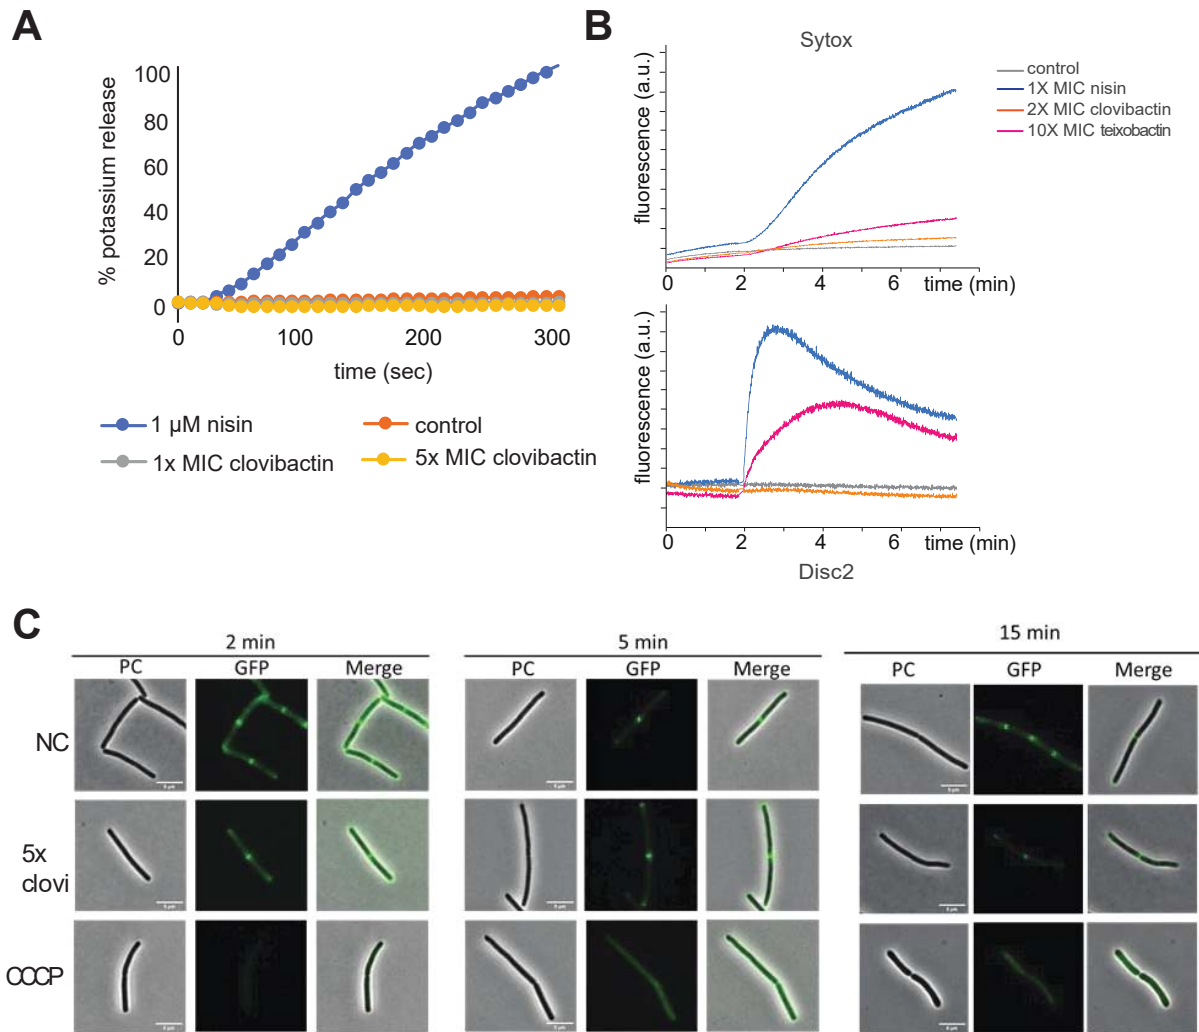 A
% potassium release
100
80
60
40
20
0
0 100 200 300
time (sec)
1 µM nisin
control
1x MIC clovibactin
5x MIC clovibactin
B
Sytox
fluorescence (a.u.)
control
1X MIC nisin
2X MIC clovibactin
10X MIC teixobactin
0 2 4 6 time (min)
fluorescence (a.u.)
0 2 4 6 time (min)
Disc2
C
2 min 5 min 15 min
PC GFP Merge PC GFP Merge PC GFP Merge
NC
5x
clovi
CCCP